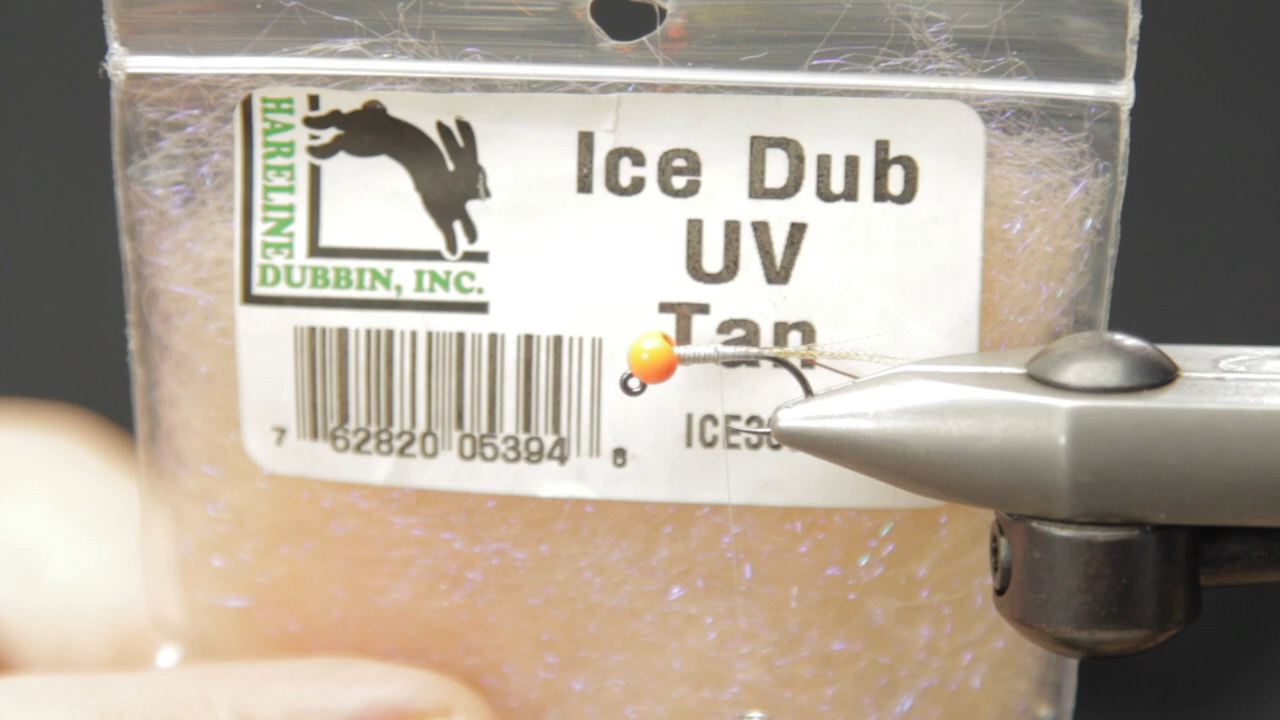 HARELINE
DUBBIN, INC.
Ice Dub
UV
Tan
7 62820 05394 8